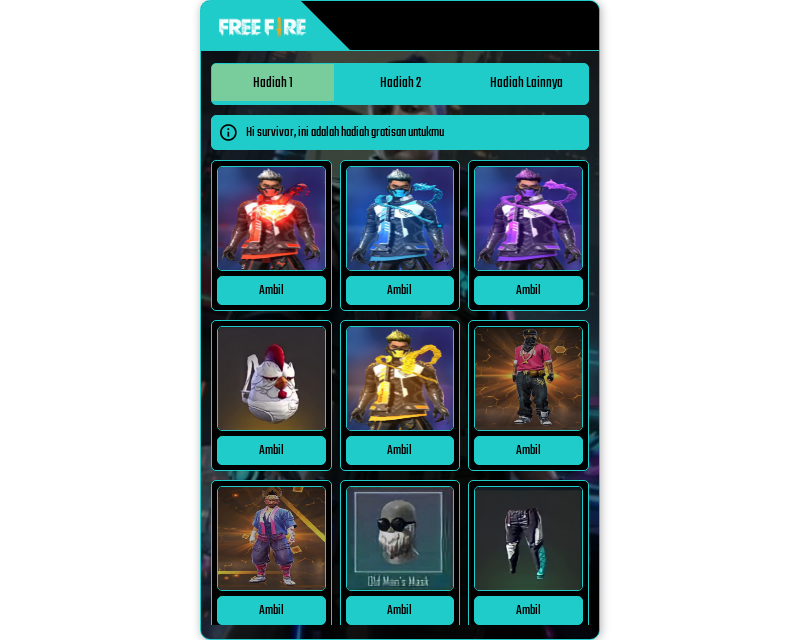 FREE FIRE
Hadiah 1
Hadiah 2
Hadiah Lainnya
Hi survivor, ini adalah hadiah gratisan untukmu
Ambil
Ambil
Ambil
Ambil
Ambil
Ambil
Old Men's Mask
Ambil
Ambil
Ambil